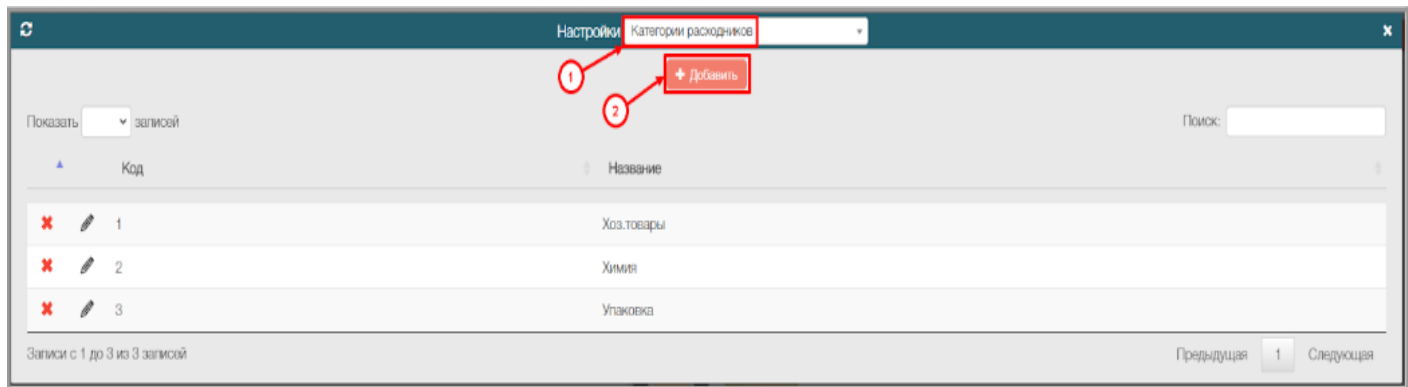 Настройки Категории расходников
1
+ Добавить
2
Показать записей
Поиск:
Код Название
1 Хоз.товары
2 Химия
3 Упаковка
Записи с 1 до 3 из 3 записей
Предыдущая 1 Следующая